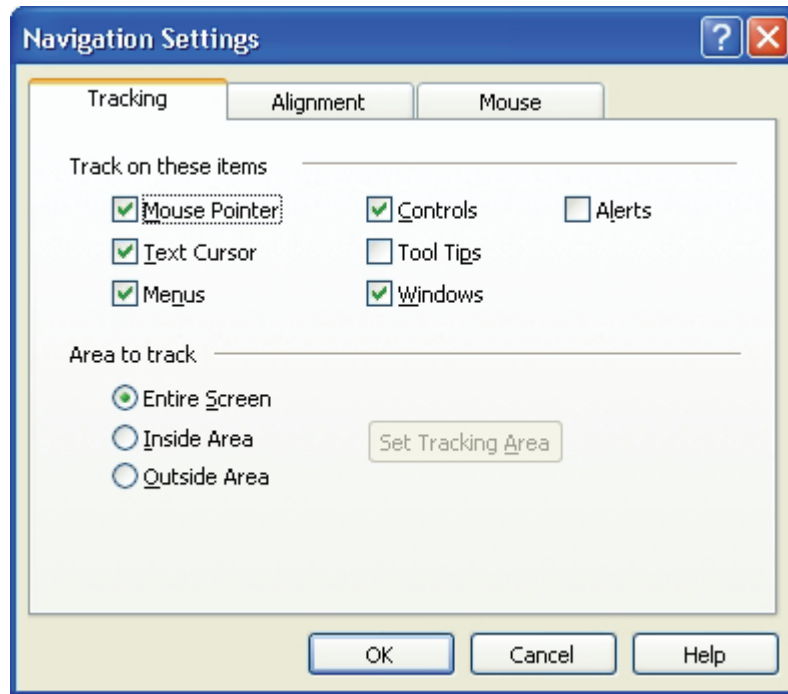 Navigation Settings
?
Tracking Alignment Mouse
Track on these items
Mouse Pointer Controls Alerts
Text Cursor Tool Tips
Menus Windows
Area to track
Entire Screen
Inside Area Set Tracking Area
Outside Area
OK Cancel Help